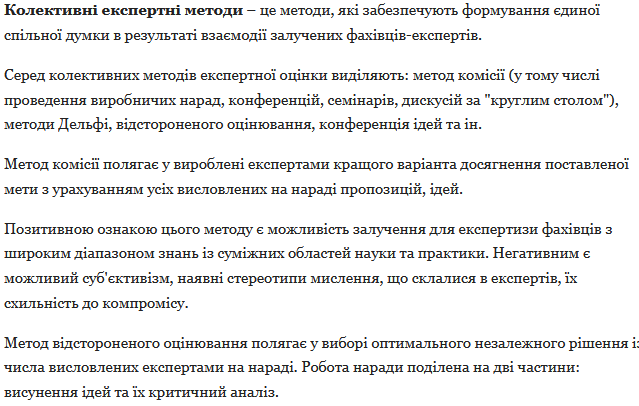 Колективні експертні методи – це методи, які забезпечують формування єдиної
спільної думки в результаті взаємодії залучених фахівців-експертів.
Серед колективних методів експертної оцінки виділяють: метод комісії (у тому числі
проведення виробничих нарад, конференцій, семінарів, дискусій за "круглим столом"),
методи Дельфі, відстороненого оцінювання, конференція ідей та ін.
Метод комісії полягає у вироблені експертами кращого варіанта досягнення поставленої
мети з урахуванням усіх висловлених на нараді пропозицій, ідей.
Позитивною ознакою цього методу є можливість залучення для експертизи фахівців з
широким діапазоном знань із суміжних областей науки та практики. Негативним є
можливий суб'єктивізм, наявні стереотипи мислення, що склалися в експертів, їх
схильність до компромісу.
Метод відстороненого оцінювання полягає у виборі оптимального незалежного рішення із
числа висловлених експертами на нараді. Робота наради поділена на дві частини:
висунення ідей та їх критичний аналіз.